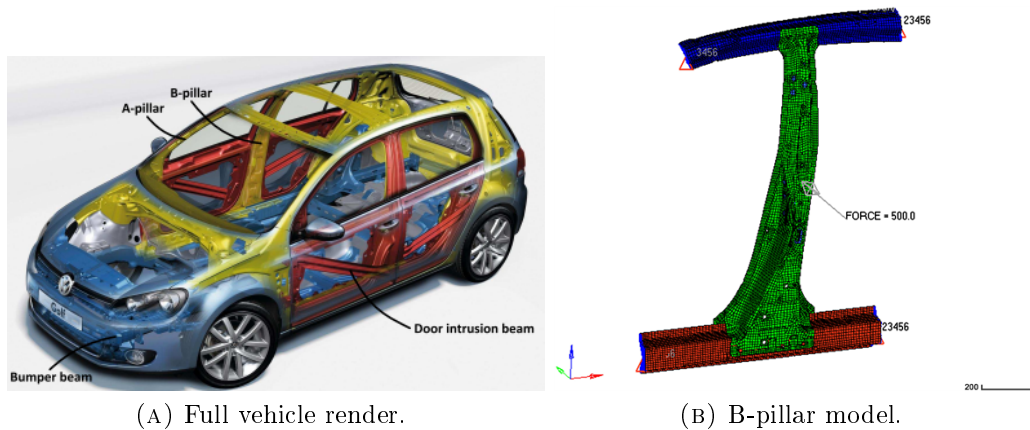 B-pillar
A-pillar
Golf
Door intrusion beam
Bumper beam
(A) Full vehicle render.
3456
23456
FORCE = 500.0
23456
200
(B) B-pillar model.